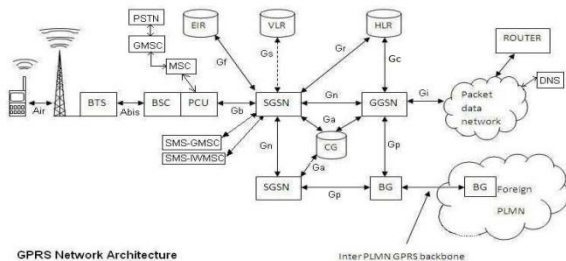 PSTN
EIR
VLR
HLR
ROUTER
GMSC
Gs
Gr
Gc
MSC
Gf
DNS
BTS
BSC
PCU
SGSN
GGSN
Packet
data
network
Air
Abis
Gb
Gn
Gi
Ga
SMS-GMSC
SMS-IWMSC
Gn
CG
Gp
Ga
SGSN
Gp
BG
BG
Foreign
PLMN
GPRS Network Architecture
Inter PLMN GPRS backbone